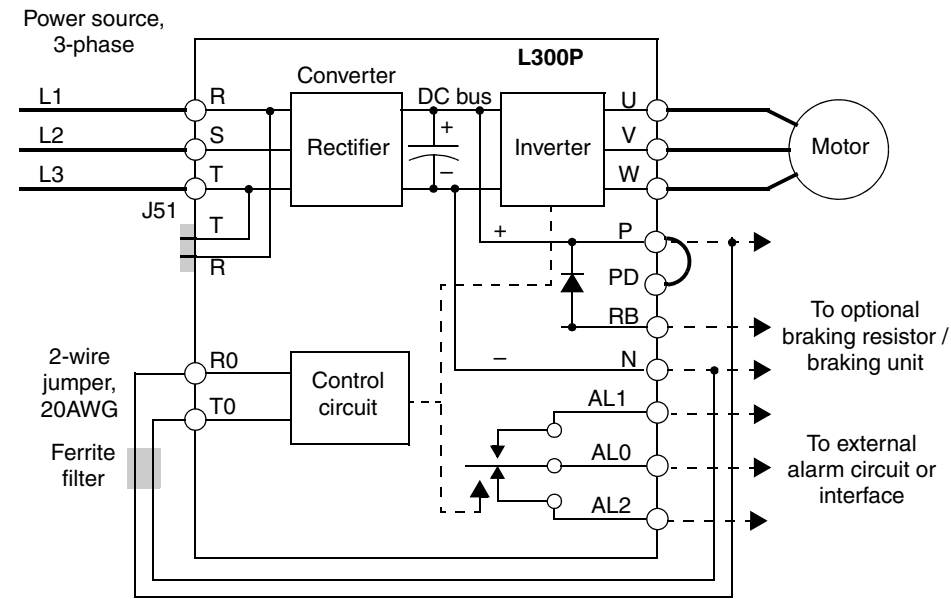 Power source,
3-phase
L300P
Converter
L1
R
DC bus
U
L2
S
+
V
Rectifier
Inverter
Motor
L3
T
–
W
J51
T
+
P
R
PD
To optional
braking resistor /
braking unit
RB
2-wire
jumper,
20AWG
R0
–
N
Control
circuit
T0
AL1
Ferrite
filter
AL0
To external
alarm circuit or
interface
AL2